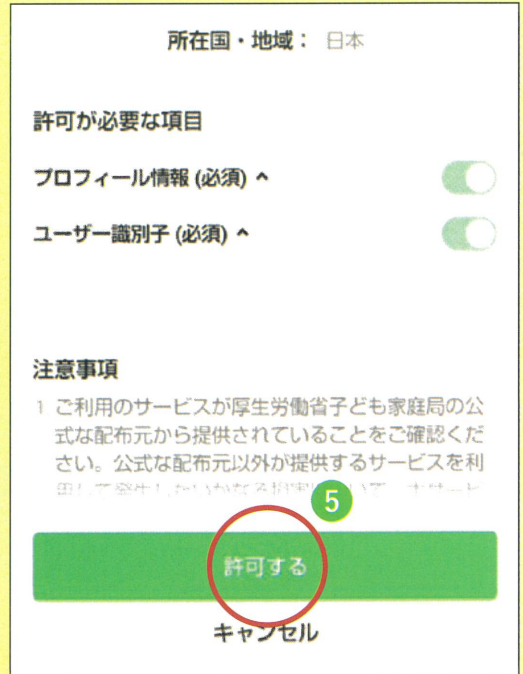 所在国・地域： 日本
許可が必要な項目
プロフィール情報 (必須) ^
ユーザー識別子 (必須) ^
注意事項
1 ご利用のサービスが厚生労働省子ども家庭局の公
式な配布元から提供されていることをご確認くだ
さい。公式な配布元以外が提供するサービスを利
5
許可する
キャンセル